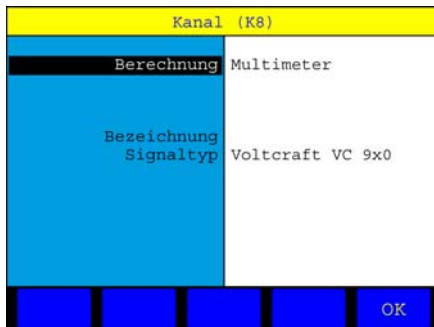 Kanal (K8)
Berechnung Multimeter
Bezeichnung
Signaltyp Voltcraft VC 9x0
OK